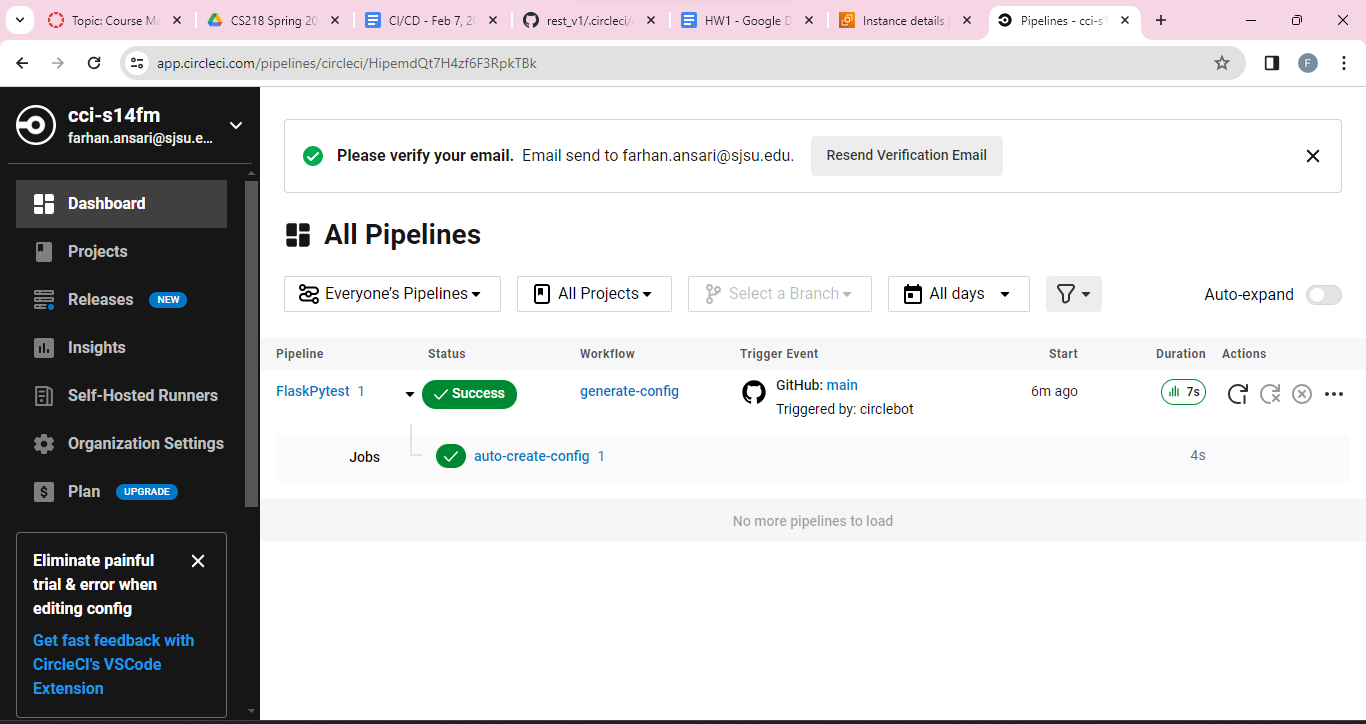 Topic: Course Ma
CS218 Spring 20
CI/CD - Feb 7, 20
rest_v1/.circleci/
HW1 - Google D
Instance details
Pipelines - cci-s1
app.circleci.com/pipelines/circleci/HipemdQt7H4zf6F3RpkTBk
F
cci-s14fm
farhan.ansari@sjsu.e...
Dashboard
Projects
Releases NEW
Insights
Self-Hosted Runners
Organization Settings
Plan UPGRADE
Eliminate painful
trial & error when
editing config
Get fast feedback with
CircleCI's VSCode
Extension
Please verify your email. Email send to farhan.ansari@sjsu.edu. Resend Verification Email
All Pipelines
Everyone's Pipelines All Projects Select a Branch All days Auto-expand
Pipeline Status Workflow Trigger Event Start Duration Actions
FlaskPytest 1 Success generate-config GitHub: main 6m ago 7s
Triggered by: circlebot
Jobs auto-create-config 1 4s
No more pipelines to load